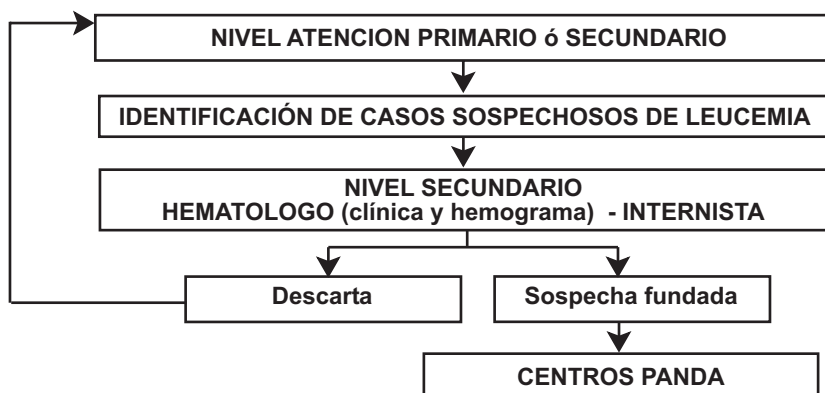 NIVEL ATENCION PRIMARIO ó SECUNDARIO
IDENTIFICACIÓN DE CASOS SOSPECHOSOS DE LEUCEMIA
NIVEL SECUNDARIO
HEMATOLOGO (clínica y hemograma) - INTERNISTA
Descarta
Sospecha fundada
CENTROS PANDA